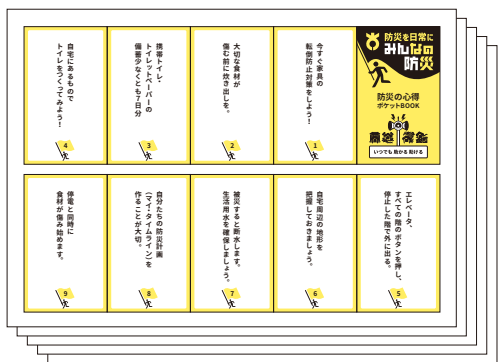 防災を日常に
みんなの
防災
防災の心得
ポケットBOOK
いつでも 助かる 助ける
今すぐ家具の
転倒防止対策をしよう！
1
大切な食材が
傷む前に炊き出しを。
2
携帯トイレ・
トイレットペーパーの
備蓄少なくとも7日分
3
自宅にあるもので
トイレをつくってみよう！
4
エレベータ、
すべての階のボタンを押し、
停止した階で外に出る。
5
自宅周辺の地形を
把握しておきましょう。
6
被災すると断水します。
生活用水を確保しましょう。
7
自分たちの防災計画
（マイ・タイムライン）を
作ることが大切。
8
停電と同時に
食材が傷み始めます。
9